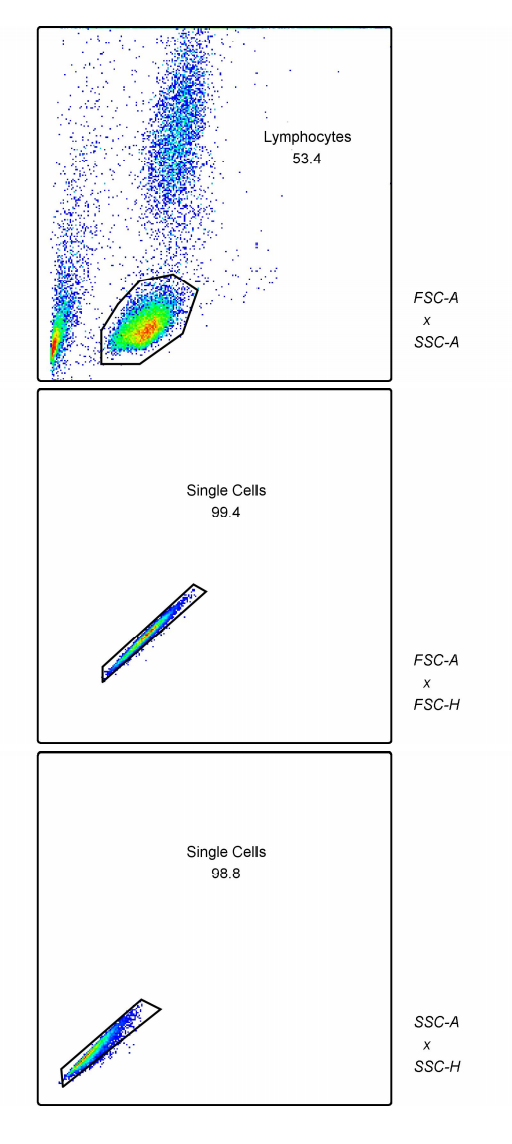 Lymphocytes
53.4
FSC-A
x
SSC-A
Single Cells
99.4
FSC-A
x
FSC-H
Single Cells
98.8
SSC-A
x
SSC-H